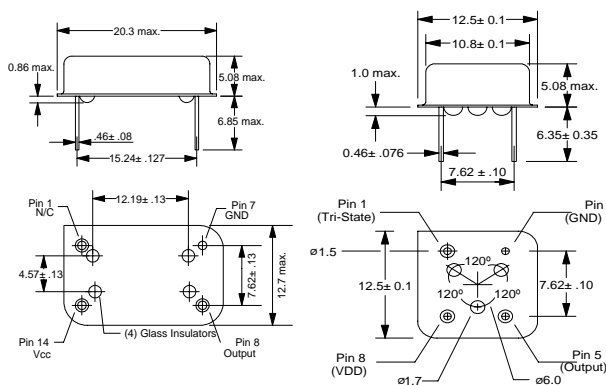 20.3 max.
0.86 max.
5.08 max.
6.85 max.
.46± .08
15.24± .127
12.5± 0.1
10.8± 0.1
1.0 max.
5.08 max.
6.35± 0.35
0.46± .076
7.62 ± .10
Pin 1
N/C
12.19± .13
Pin 7
GND
4.57± .13
7.62± .13
12.7 max.
(4) Glass Insulators
Pin 14
Vcc
Pin 8
Output
Pin 1
(Tri-State)
Pin
(GND)
ø1.5
120º
120º
120º
12.5± 0.1
7.62± .10
Pin 8
(VDD)
Pin 5
(Output)
ø1.7
ø6.0